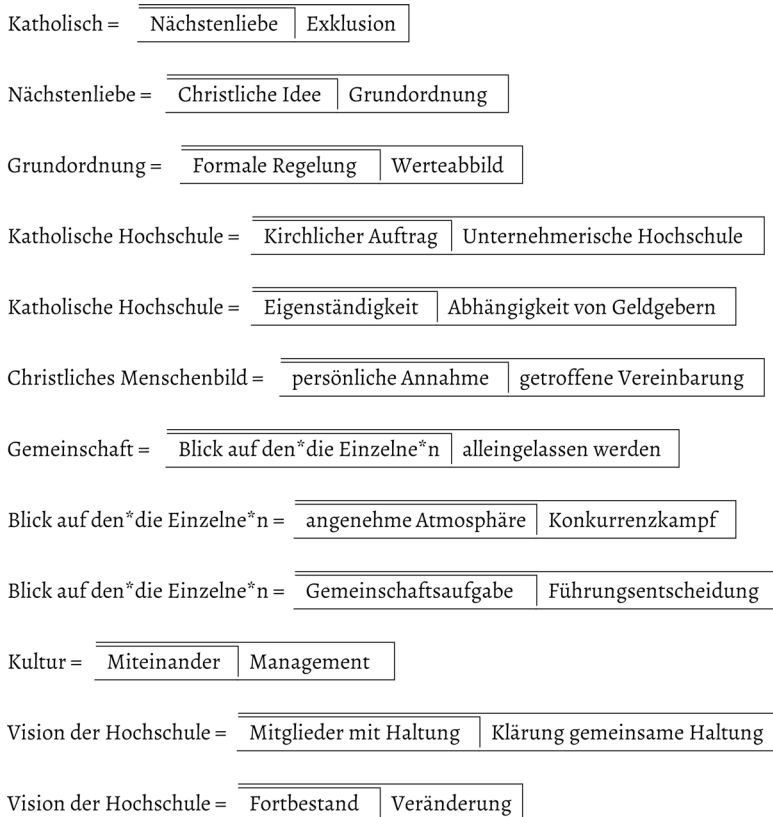 Katholisch = Nächstenliebe Exklusion
Nächstenliebe = Christliche Idee Grundordnung
Grundordnung = Formale Regelung Werteabbild
Katholische Hochschule = Kirchlicher Auftrag Unternehmerische Hochschule
Katholische Hochschule = Eigenständigkeit Abhängigkeit von Geldgebern
Christliches Menschenbild = persönliche Annahme getroffene Vereinbarung
Gemeinschaft = Blick auf den*die Einzelne*n alleingelassen werden
Blick auf den*die Einzelne*n = angenehme Atmosphäre Konkurrenzkampf
Blick auf den*die Einzelne*n = Gemeinschaftsaufgabe Führungsentscheidung
Kultur = Miteinander Management
Vision der Hochschule = Mitglieder mit Haltung Klärung gemeinsame Haltung
Vision der Hochschule = Fortbestand Veränderung